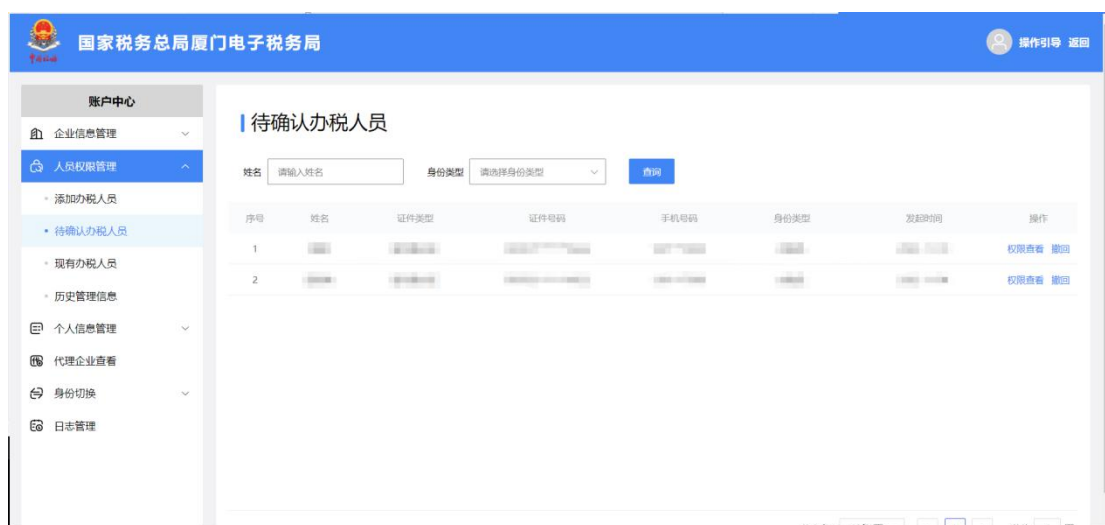 国家税务总局厦门电子税务局
操作引导 返回
账户中心
企业信息管理
人员权限管理
添加办税人员
待确认办税人员
现有办税人员
历史管理信息
个人信息管理
代理企业查看
身份切换
日志管理
待确认办税人员
姓名 请输入姓名 身份类型 请选择身份类型 查询
序号 姓名 证件类型 证件号码 手机号码 身份类型 发起时间 操作
1 权限查看 撤回
2 权限查看 撤回